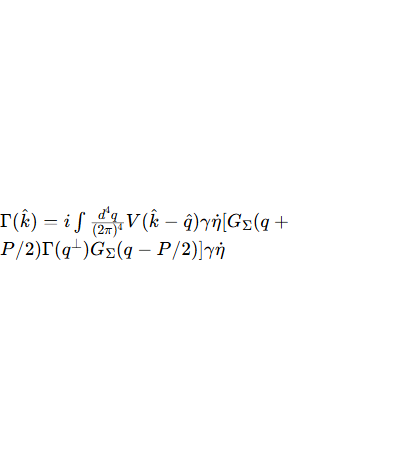 Γ(k̂) = i ∫ d⁴q/(2π)⁴ V(k̂ − q̂)γη̇[G_Σ(q +
P/2)Γ(q^⊥)G_Σ(q − P/2)]γη̇